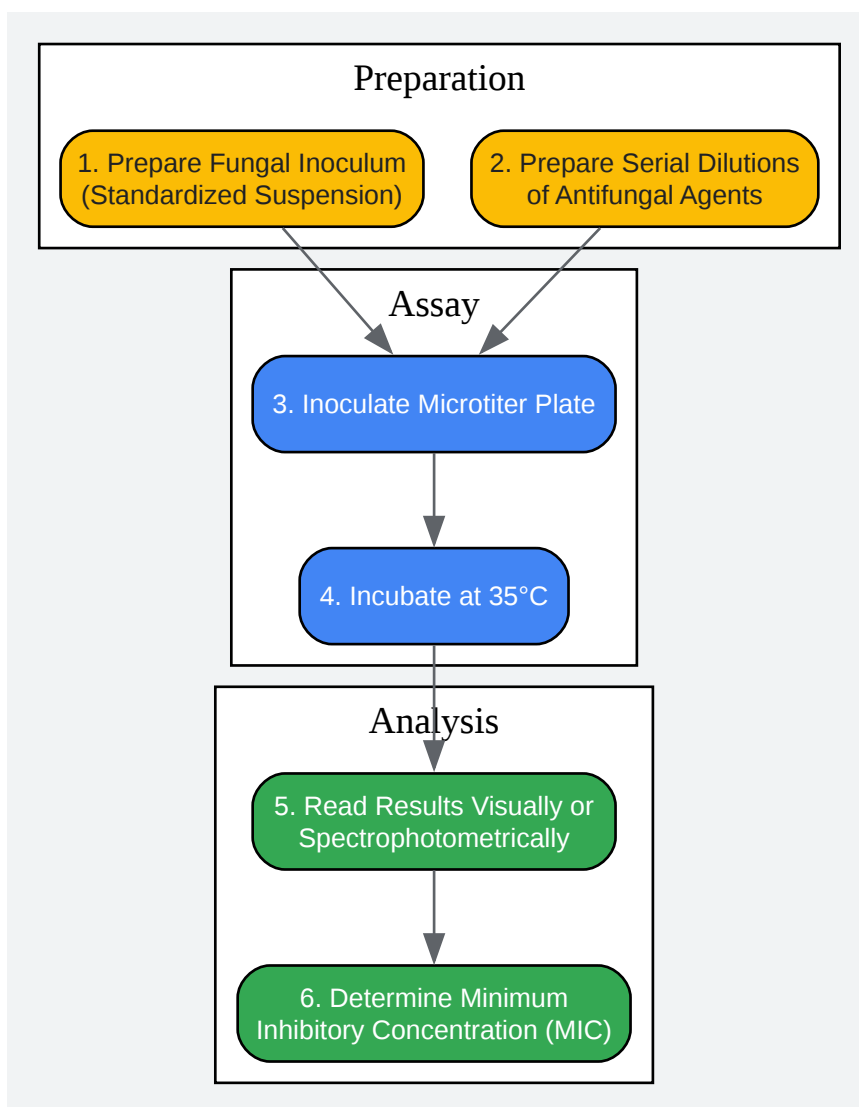 Preparation
1. Prepare Fungal Inoculum
(Standardized Suspension)
2. Prepare Serial Dilutions
of Antifungal Agents
Assay
3. Inoculate Microtiter Plate
4. Incubate at 35°C
Analysis
5. Read Results Visually or
Spectrophotometrically
6. Determine Minimum
Inhibitory Concentration (MIC)